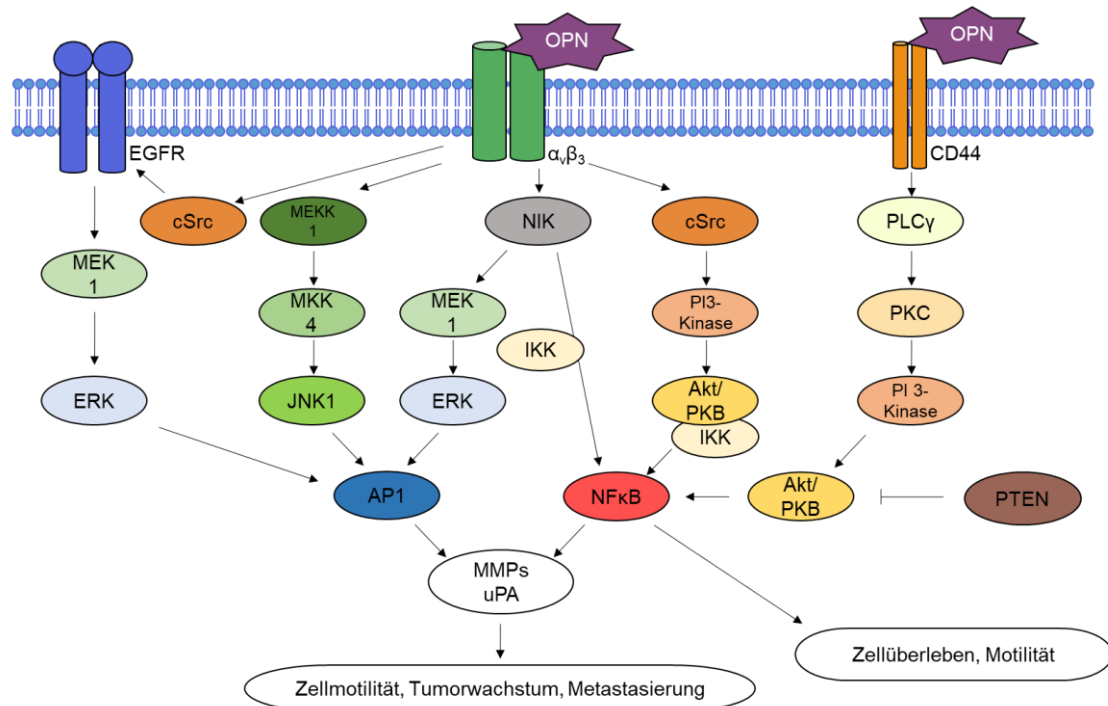 OPN
OPN
EGFR
αᵥβ₃
CD44
cSrc
MEKK
1
NIK
cSrc
PLCγ
MEK
1
MKK
4
MEK
1
IKK
PI3-
Kinase
PKC
ERK
JNK1
ERK
Akt/
PKB
IKK
PI 3-
Kinase
AP1
NFκB
Akt/
PKB
PTEN
MMPs
uPA
Zellüberleben, Motilität
Zellmotilität, Tumorwachstum, Metastasierung